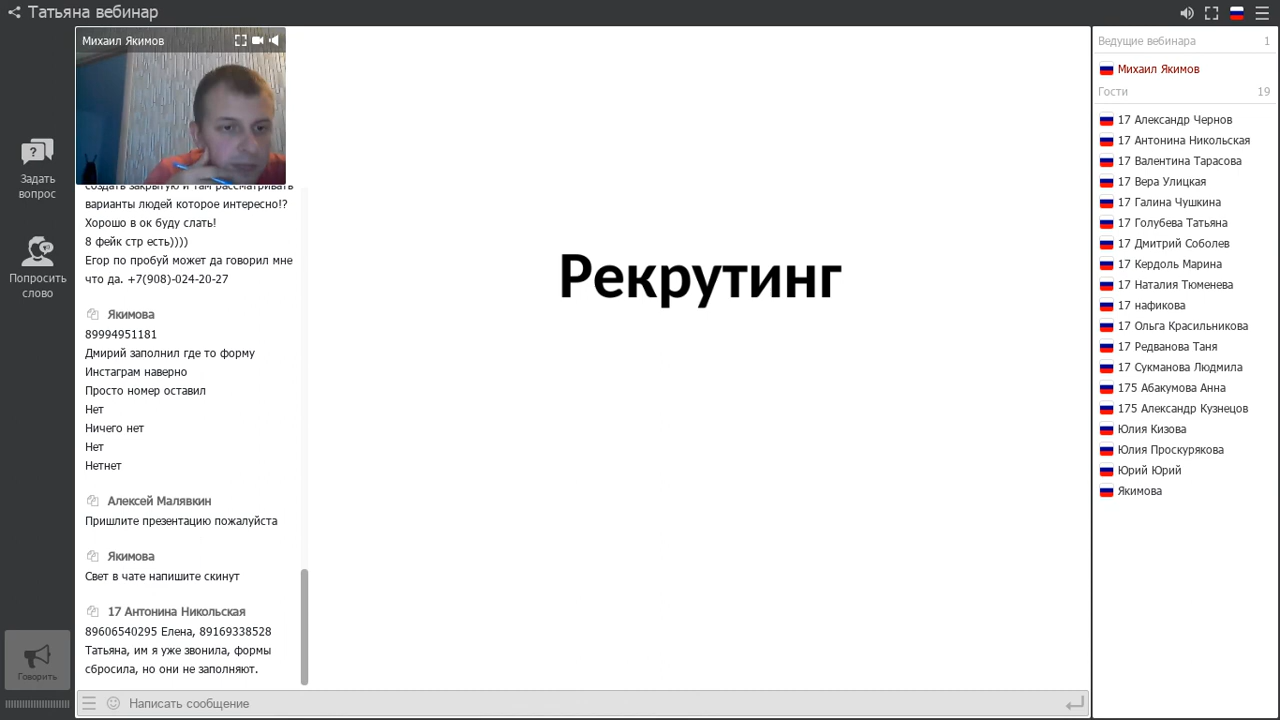 Татьяна вебинар
Михаил Якимов
Задать
вопрос
Попросить
слово
Говорить
создать закрытую и там рассматривать
варианты людей которое интересно!?
Хорошо в ок буду слать!
8 фейк стр есть))))
Егор по пробуй может да говорил мне
что да. +7(908)-024-20-27
Якимова
89994951181
Дмирий заполнил где то форму
Инстаграм наверно
Просто номер оставил
Нет
Ничего нет
Нет
Нетнет
Алексей Малявкин
Пришлите презентацию пожалуйста
Якимова
Свет в чате напишите скинут
17 Антонина Никольская
89606540295 Елена, 89169338528
Татьяна, им я уже звонила, формы
сбросила, но они не заполняют.
Написать сообщение
Рекрутинг
Ведущие вебинара 1
Михаил Якимов
Гости 19
17 Александр Чернов
17 Антонина Никольская
17 Валентина Тарасова
17 Вера Улицкая
17 Галина Чушкина
17 Голубева Татьяна
17 Дмитрий Соболев
17 Кердоль Марина
17 Наталия Тюменева
17 нафикова
17 Ольга Красильникова
17 Редванова Таня
17 Сукманова Людмила
175 Абакумова Анна
175 Александр Кузнецов
Юлия Кизова
Юлия Проскурякова
Юрий Юрий
Якимова